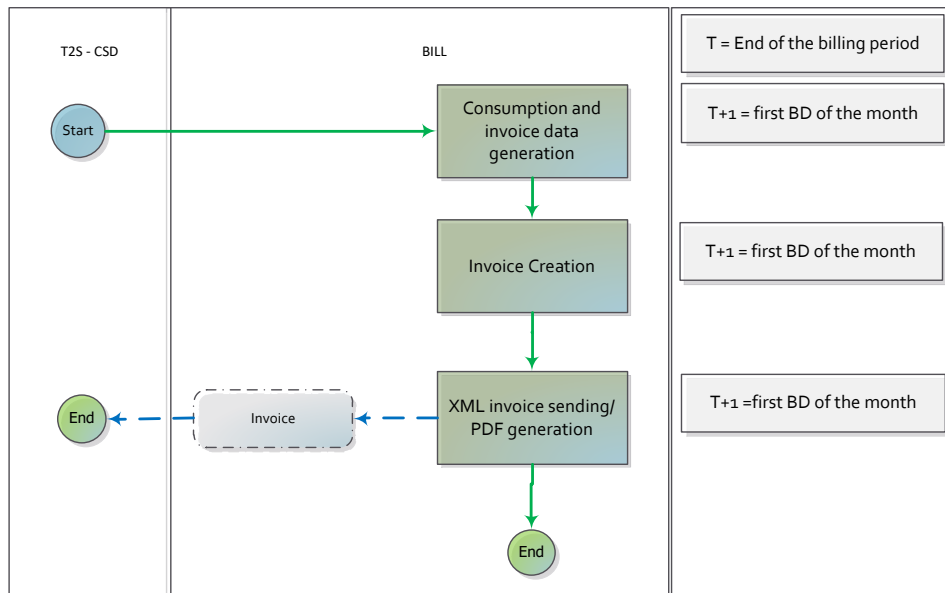 T = End of the billing period
T2S - CSD
BILL
Start
Consumption and
invoice data
generation
T+1 = first BD of the month
Invoice Creation
T+1 = first BD of the month
End
Invoice
XML invoice sending/
PDF generation
T+1 =first BD of the month
End